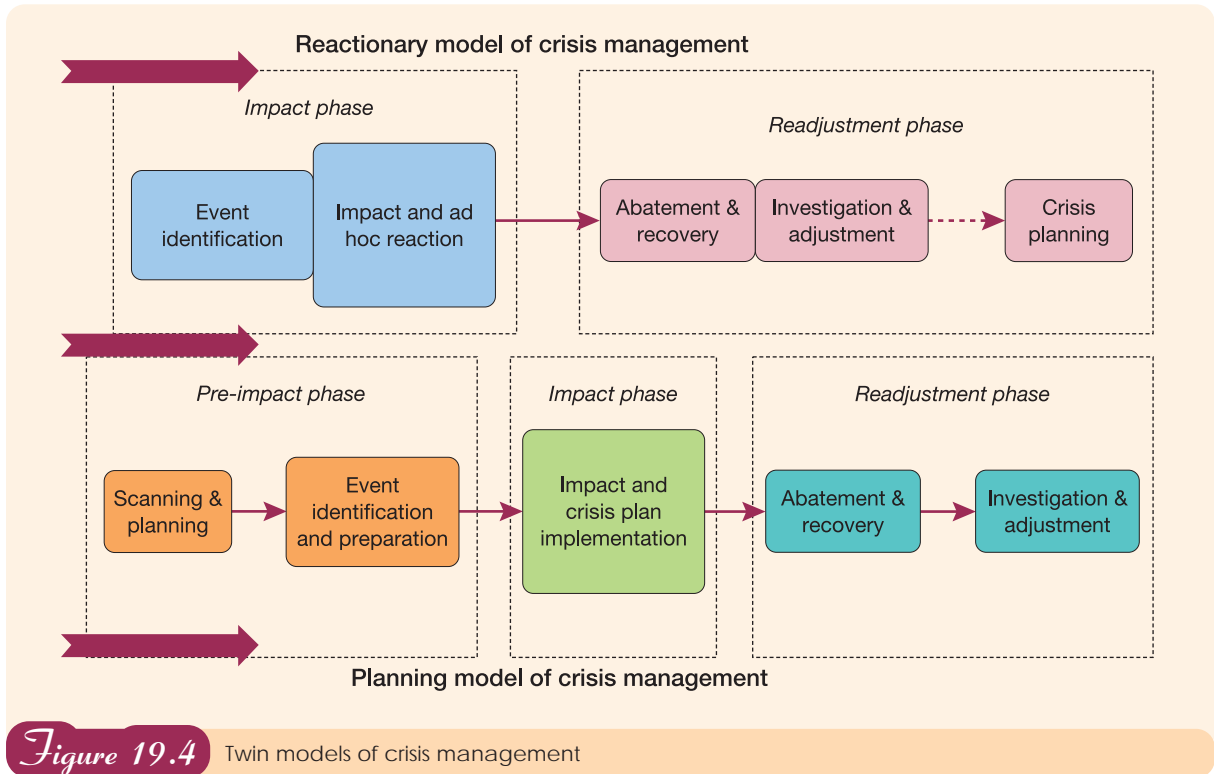 Reactionary model of crisis management
Impact phase
Event
identification
Impact and ad
hoc reaction
Readjustment phase
Abatement &
recovery
Investigation &
adjustment
Crisis
planning
Pre-impact phase
Scanning &
planning
Event
identification
and preparation
Impact phase
Impact and
crisis plan
implementation
Readjustment phase
Abatement &
recovery
Investigation &
adjustment
Planning model of crisis management
Figure 19.4 Twin models of crisis management